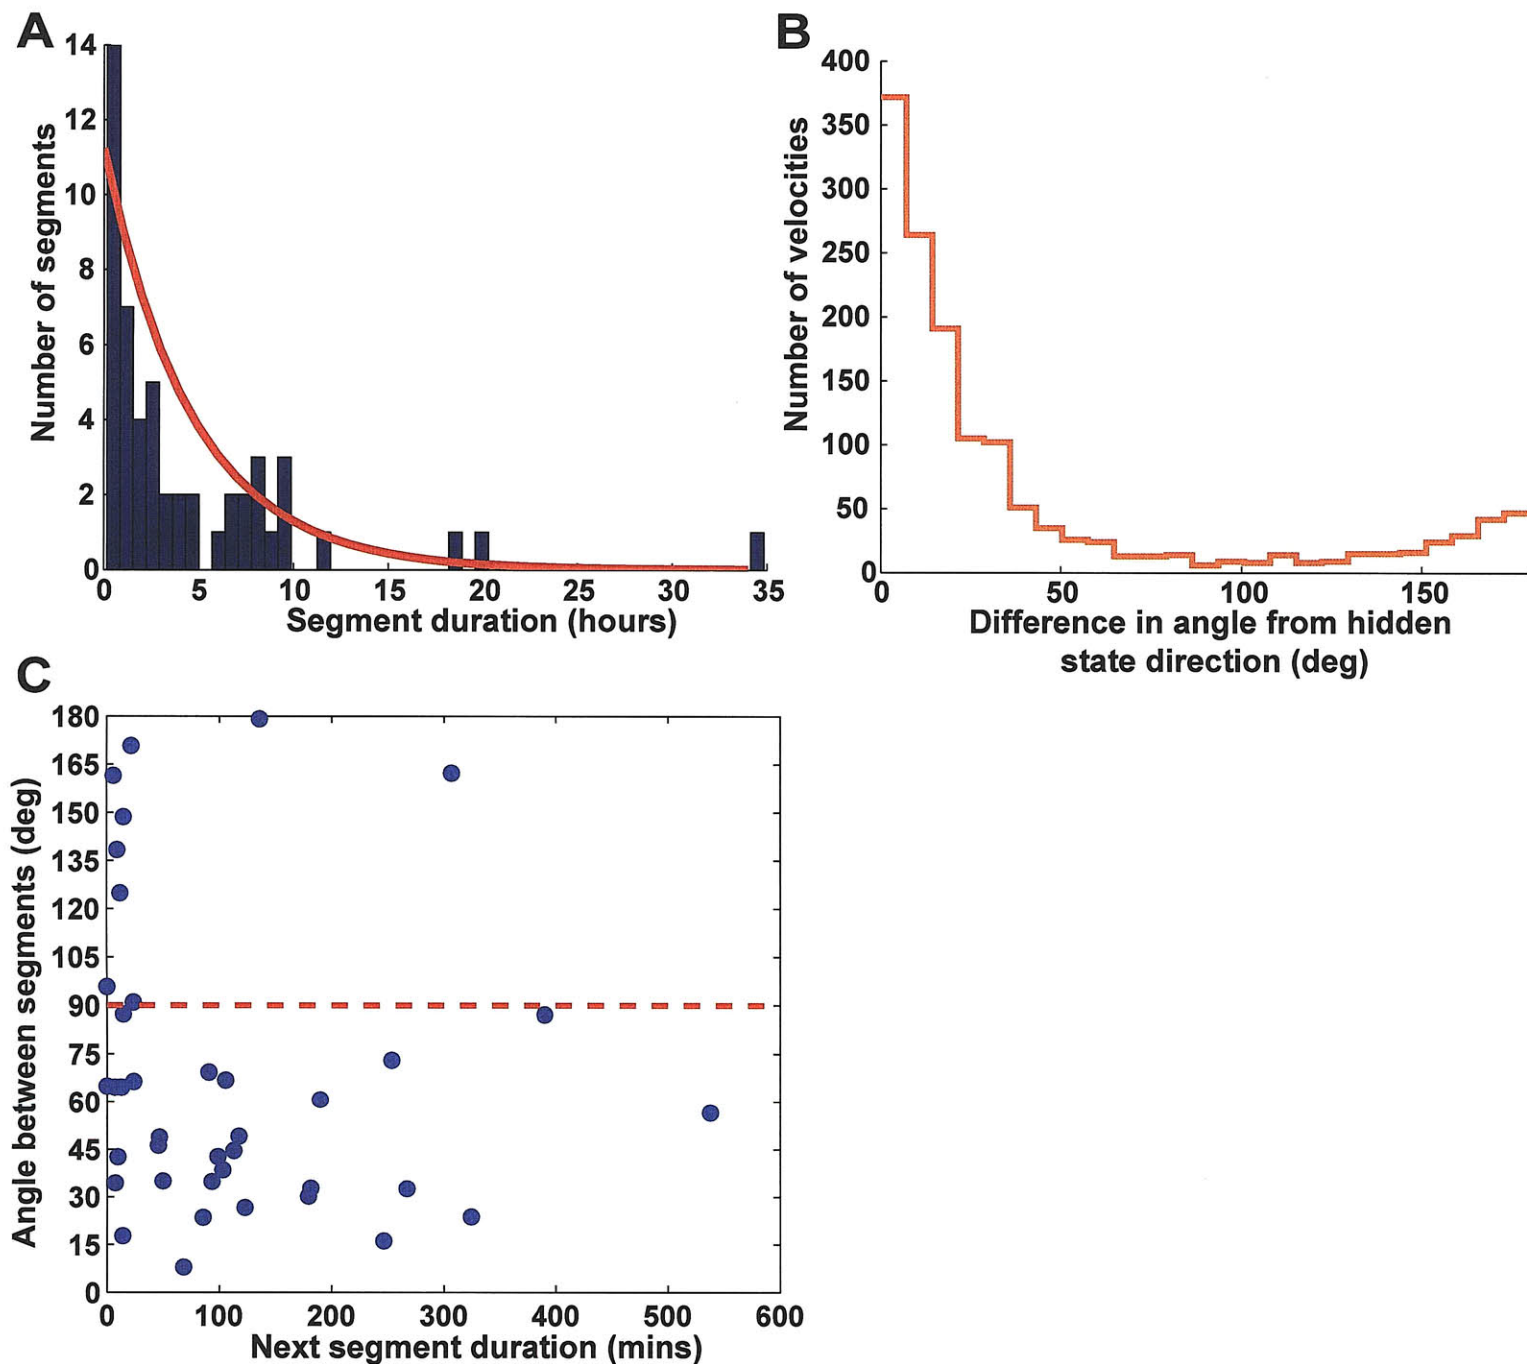 A
14
12
10
8
6
4
2
0
Number of segments
0 5 10 15 20 25 30 35
Segment duration (hours)
B
400
350
300
250
200
150
100
50
0
Number of velocities
0 50 100 150
Difference in angle from hidden
state direction (deg)
C
180
165
150
135
120
105
90
75
60
45
30
15
0
Angle between segments (deg)
0 100 200 300 400 500 600
Next segment duration (mins)